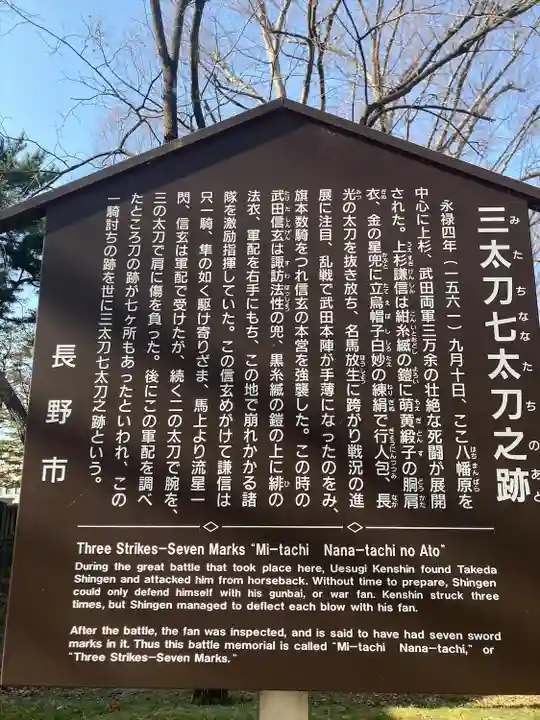 三太刀七太刀之跡
永禄四年（一五六一）九月十日、ここ八幡原を
中心に上杉、武田両軍三万余の壮絶な死闘が展開
された。上杉謙信は紺糸縅の鎧に萌黄緞子の胴肩
衣、金の星兜に立烏帽子白妙の練絹で行人包、長
光の太刀を抜き放ち、名馬放生に跨がり戦況の進
展に注目、乱戦で武田本陣が手薄になったのをみ、
旗本数騎をつれ信玄の本営を強襲した。この時の
武田信玄は諏訪法性の兜、黒糸縅の鎧の上に緋の
法衣、軍配を右手にもち、この地で崩れかかる諸
隊を激励指揮していた。この信玄めがけて謙信は
只一騎、隼の如く駆け寄りざま、馬上より流星一
閃、信玄は軍配で受けたが、続く二の太刀で腕を、
三の太刀で肩に傷を負った。後にこの軍配を調べ
たところ刀の跡が七ヶ所もあったといわれ、この
一騎討ちの跡を世に三太刀七太刀之跡という。
長野市
Three Strikes-Seven Marks "Mi-tachi Nana-tachi no Ato"
During the great battle that took place here, Uesugi Kenshin found Takeda
Shingen and attacked him from horseback. Without time to prepare, Shingen
could only defend himself with his gunbai, or war fan. Kenshin struck three
times, but Shingen managed to deflect each blow with his fan.
After the battle, the fan was inspected, and is said to have had seven sword
marks in it. Thus this battle memorial is called "Mi-tachi Nana-tachi," or
"Three Strikes-Seven Marks."